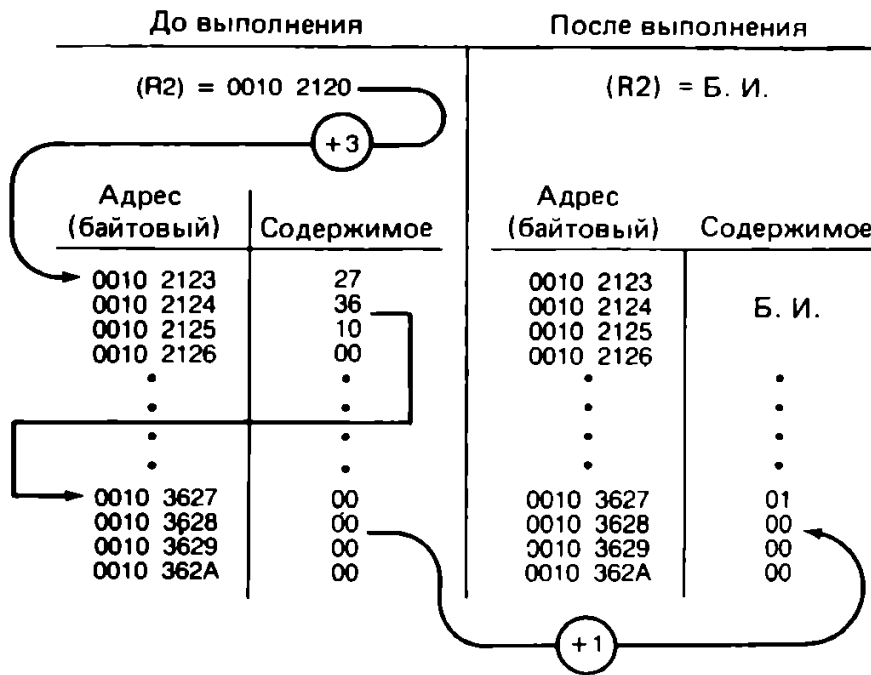 До выполнения После выполнения
(R2) = 0010 2120 (R2) = Б. И.
+3
Адрес Адрес
(байтовый) Содержимое (байтовый) Содержимое
0010 2123 27 0010 2123
0010 2124 36 0010 2124 Б. И.
0010 2125 10 0010 2125
0010 2126 00 0010 2126
0010 3627 00 0010 3627 01
0010 3628 00 0010 3628 00
0010 3629 00 0010 3629 00
0010 362A 00 0010 362A 00
+1